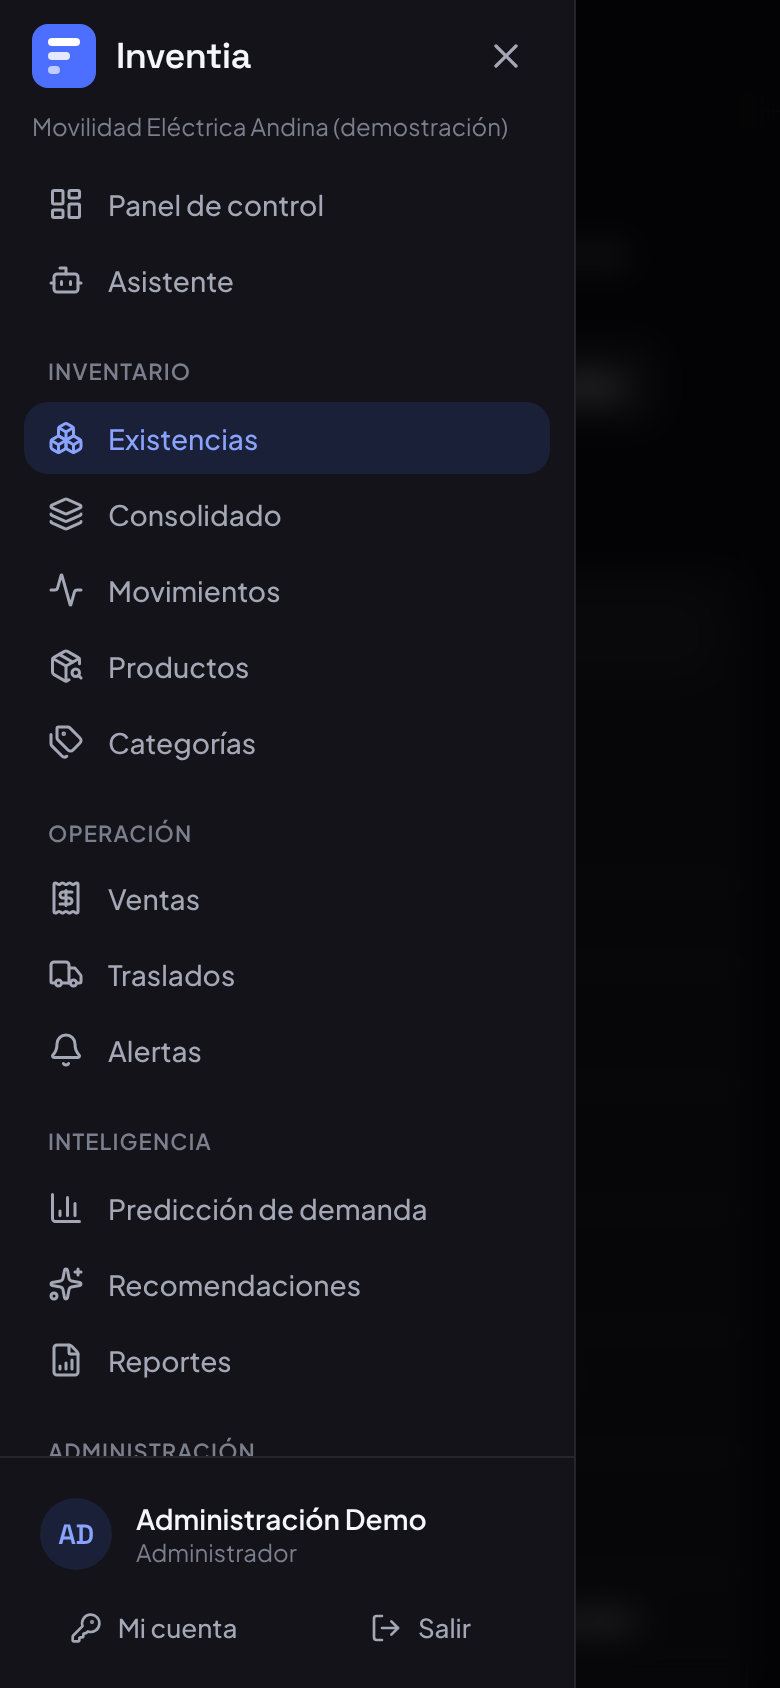 Inventia
Movilidad Eléctrica Andina (demostración)
Panel de control
Asistente
INVENTARIO
Existencias
Consolidado
Movimientos
Productos
Categorías
OPERACIÓN
Ventas
Traslados
Alertas
INTELIGENCIA
Predicción de demanda
Recomendaciones
Reportes
ADMINISTRACIÓN
AD
Administración Demo
Administrador
Mi cuenta
Salir